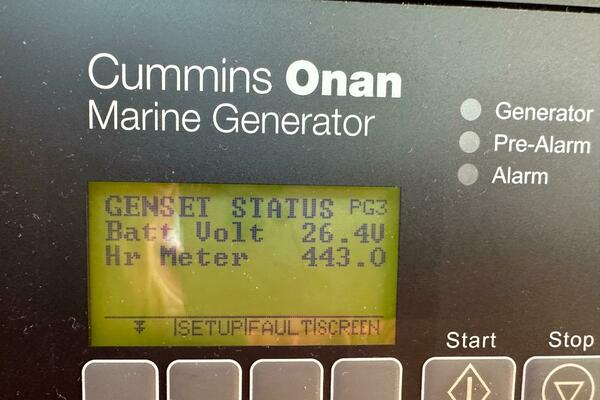 Cummins Onan
Marine Generator
Generator
Pre-Alarm
Alarm
GENSET STATUS PG3
Batt Volt 26.4V
Hr Meter 443.0
SETUP FAULT SCREEN
Start
Stop